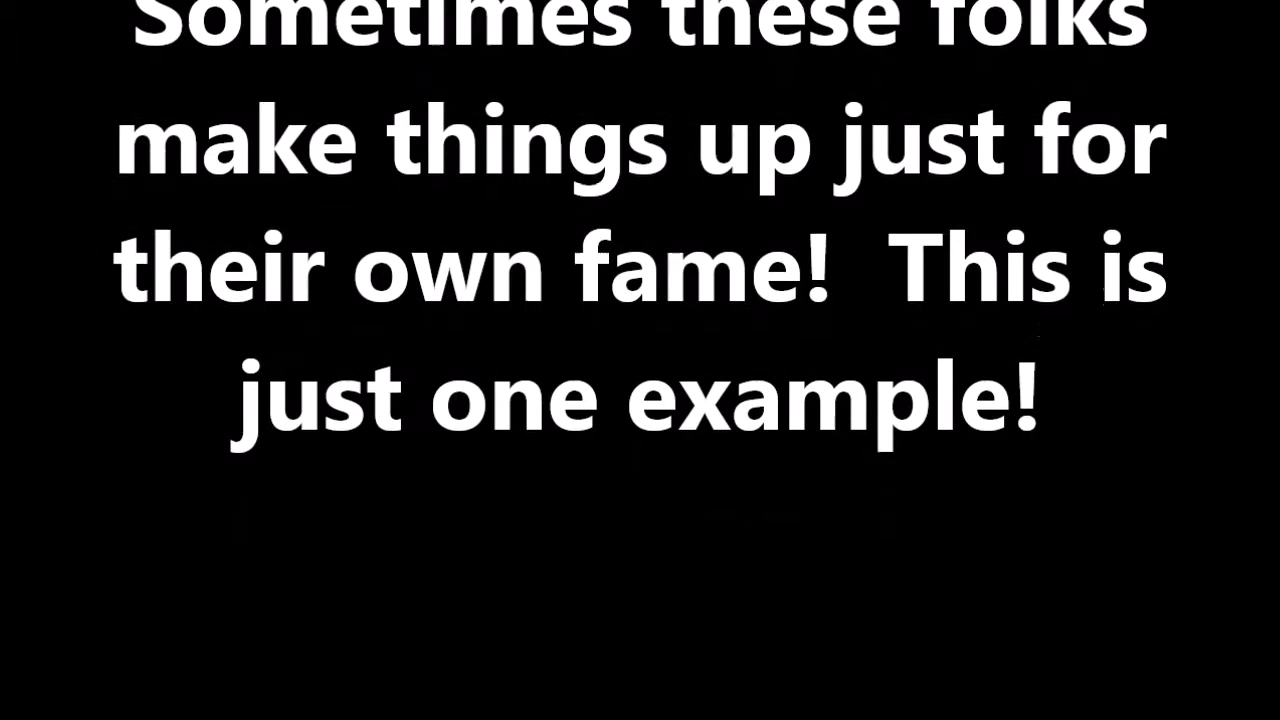 Sometimes these folks
make things up just for
their own fame!  This is
just one example!